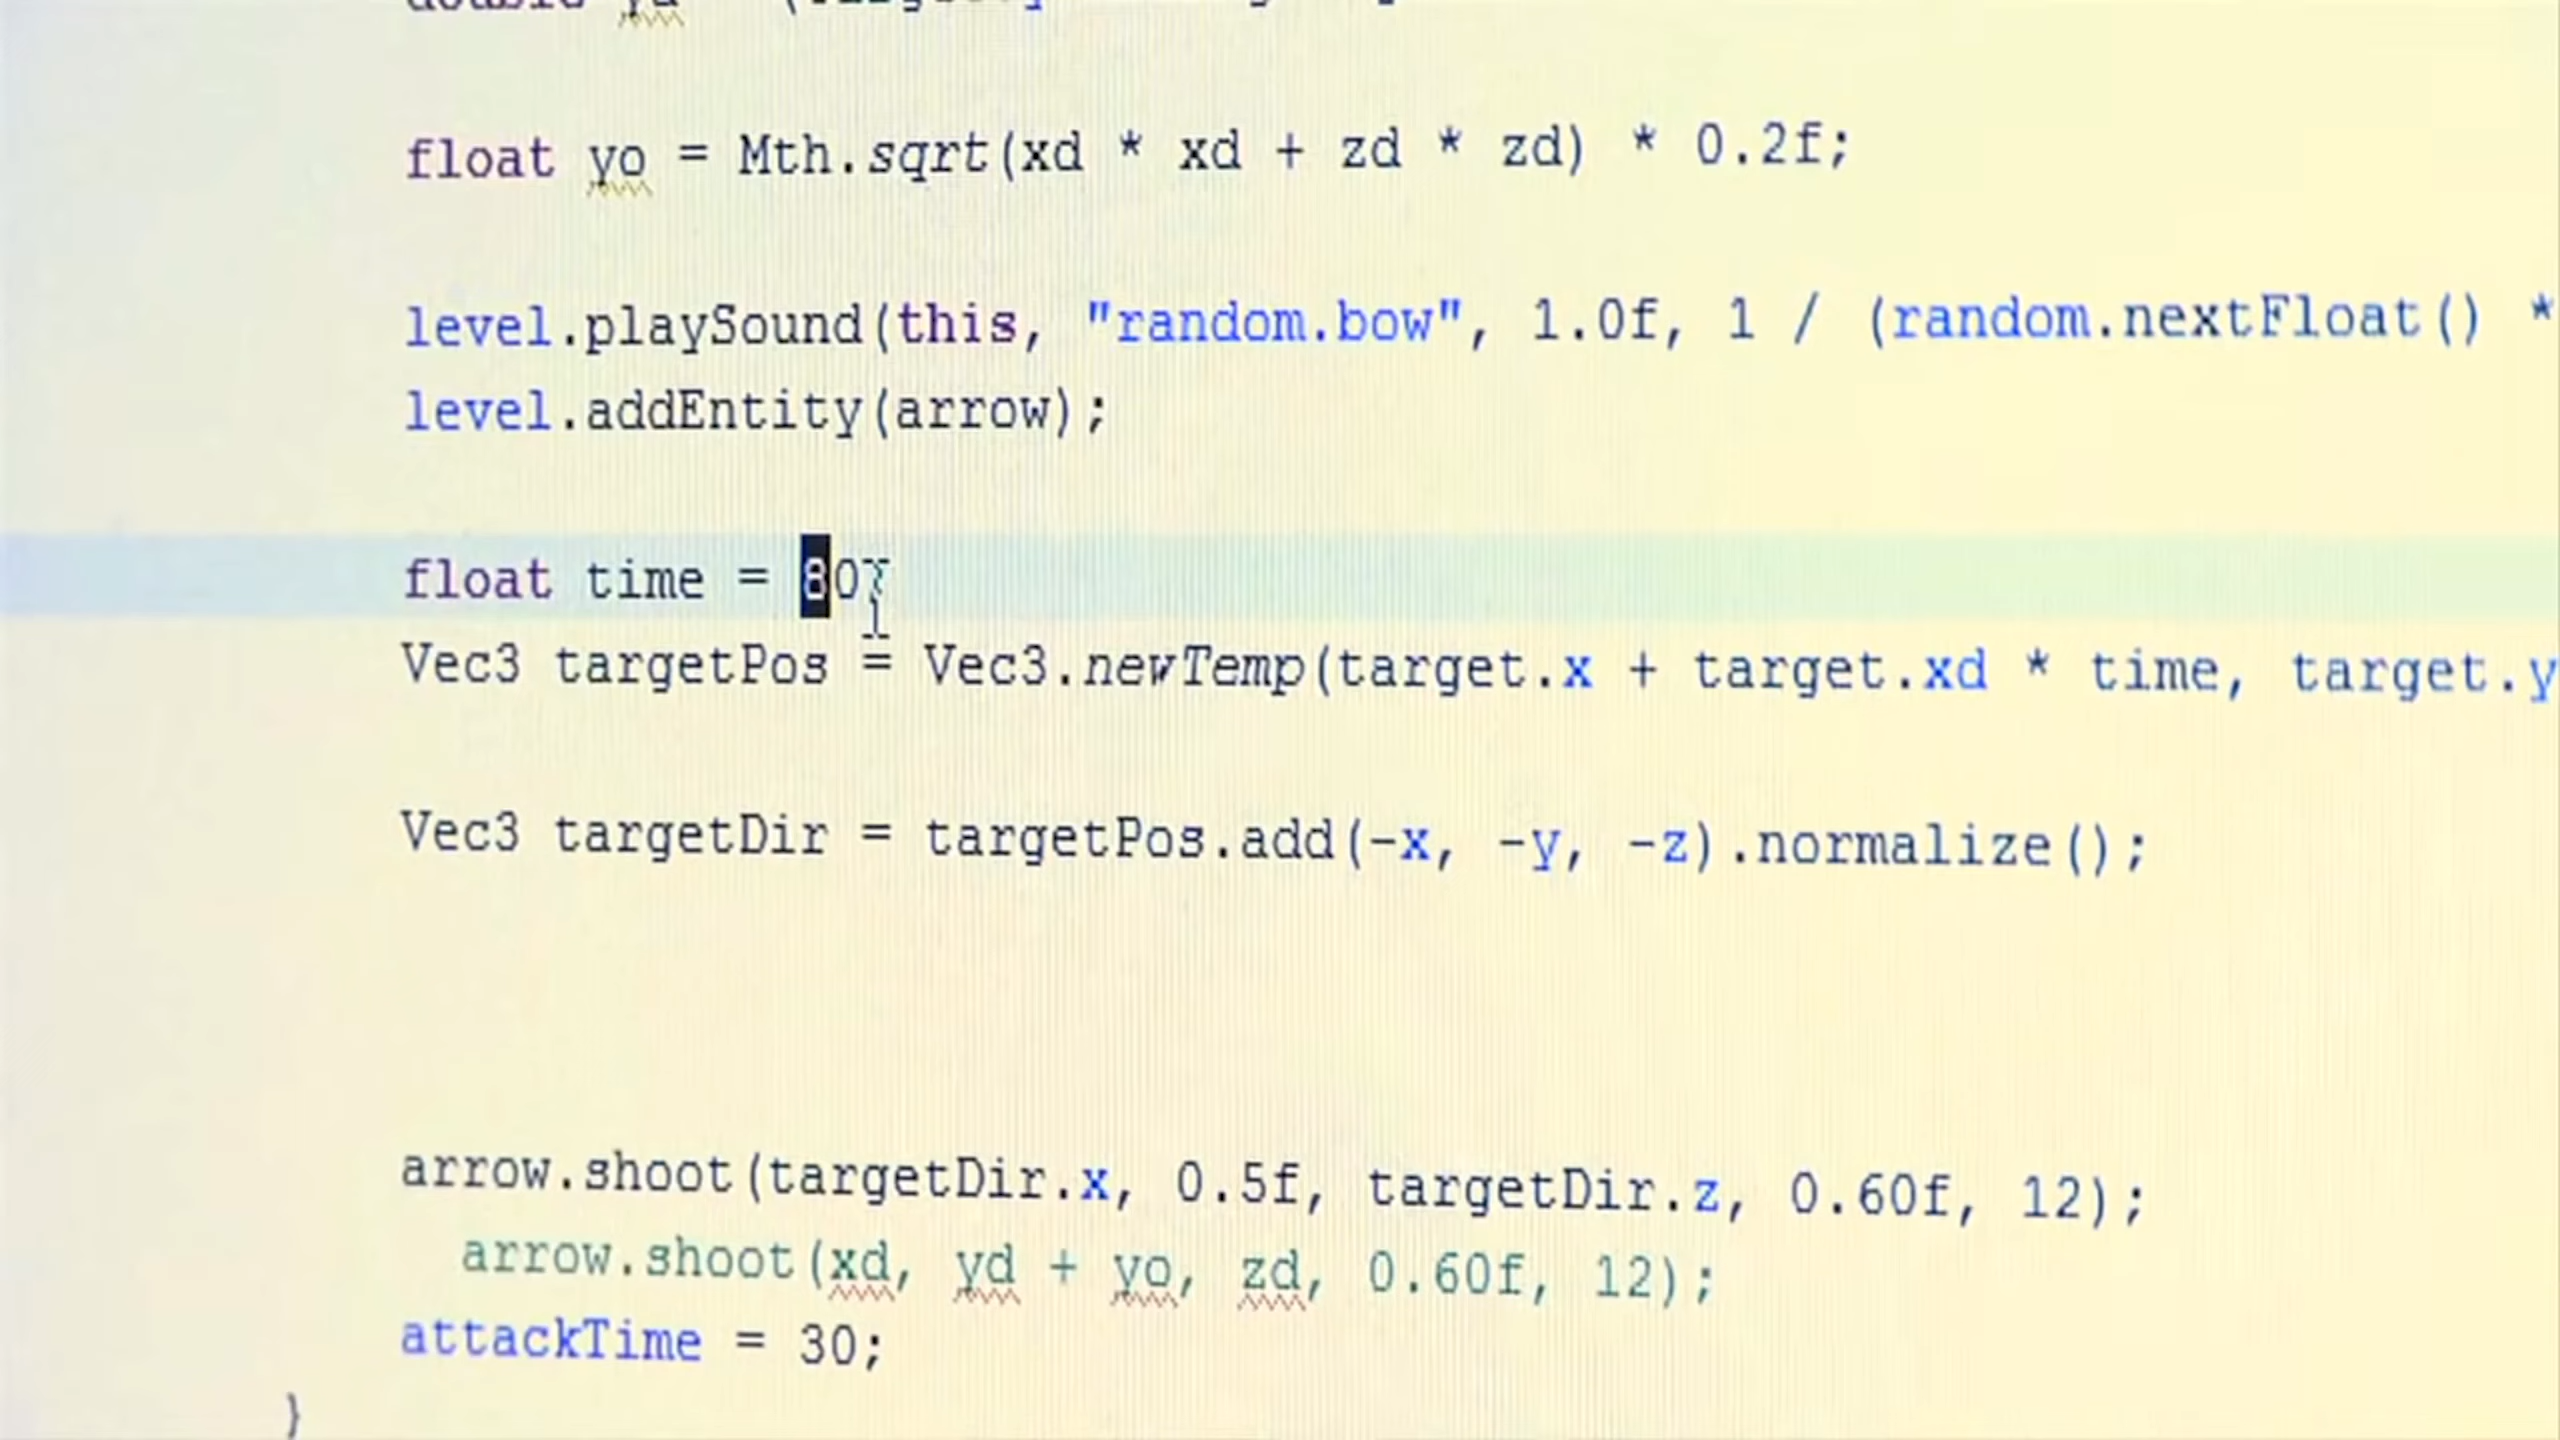 float yo = Mth.sqrt(xd * xd + zd * zd) * 0.2f;
level.playSound(this, "random.bow", 1.0f, 1 / (random.nextFloat() *
level.addEntity(arrow);
float time = 80;
Vec3 targetPos = Vec3.newTemp(target.x + target.xd * time, target.y
Vec3 targetDir = targetPos.add(-x, -y, -z).normalize();
arrow.shoot(targetDir.x, 0.5f, targetDir.z, 0.60f, 12);
arrow.shoot(xd, yd + yo, zd, 0.60f, 12);
attackTime = 30;
}